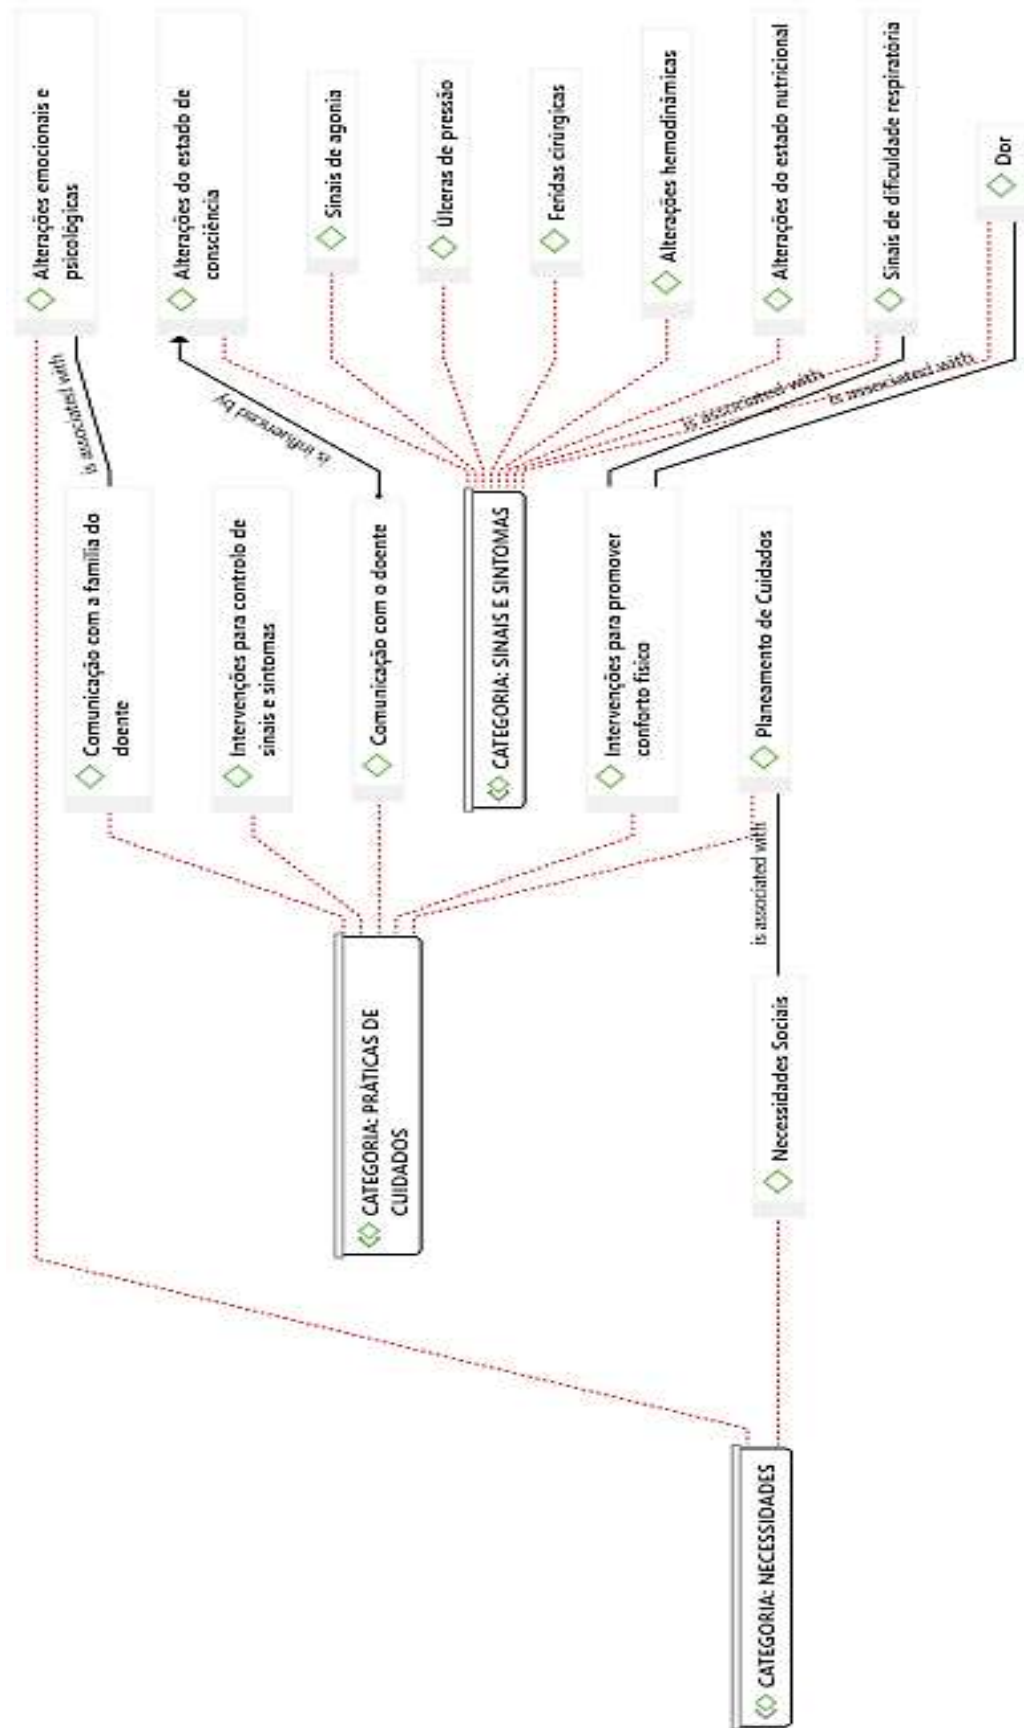 Alterações emocionais e
psicológicas
Alterações do estado de
consciência
Sinais de agonia
Úlceras de pressão
Feridas cirúrgicas
Alterações hemodinâmicas
Alterações do estado nutricional
Sinais de dificuldade respiratória
Dor
is associated with
is influenced by
is associated with
is associated with
Comunicação com a família do
doente
Intervenções para controlo de
sinais e sintomas
Comunicação com o doente
CATEGORIA: SINAIS E SINTOMAS
Intervenções para promover
conforto físico
Planeamento de Cuidados
is associated with
CATEGORIA: PRÁTICAS DE
CUIDADOS
Necessidades Sociais
CATEGORIA: NECESSIDADES